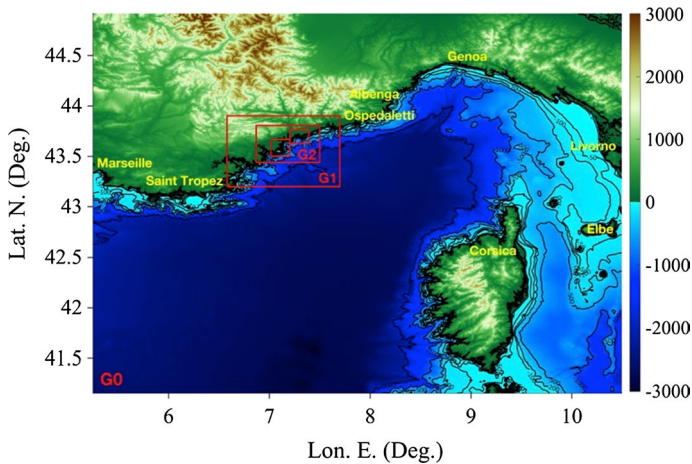 3000
44.5
Genoa
2000
44
Albenga
Ospedaletti
1000
43.5
Livorno
Marseille
G2
Saint Tropez
G1
43
0
Elbe
42.5
Corsica
-1000
42
-2000
41.5
G0
-3000
6
7
8
9
10
Lat. N. (Deg.)
Lon. E. (Deg.)